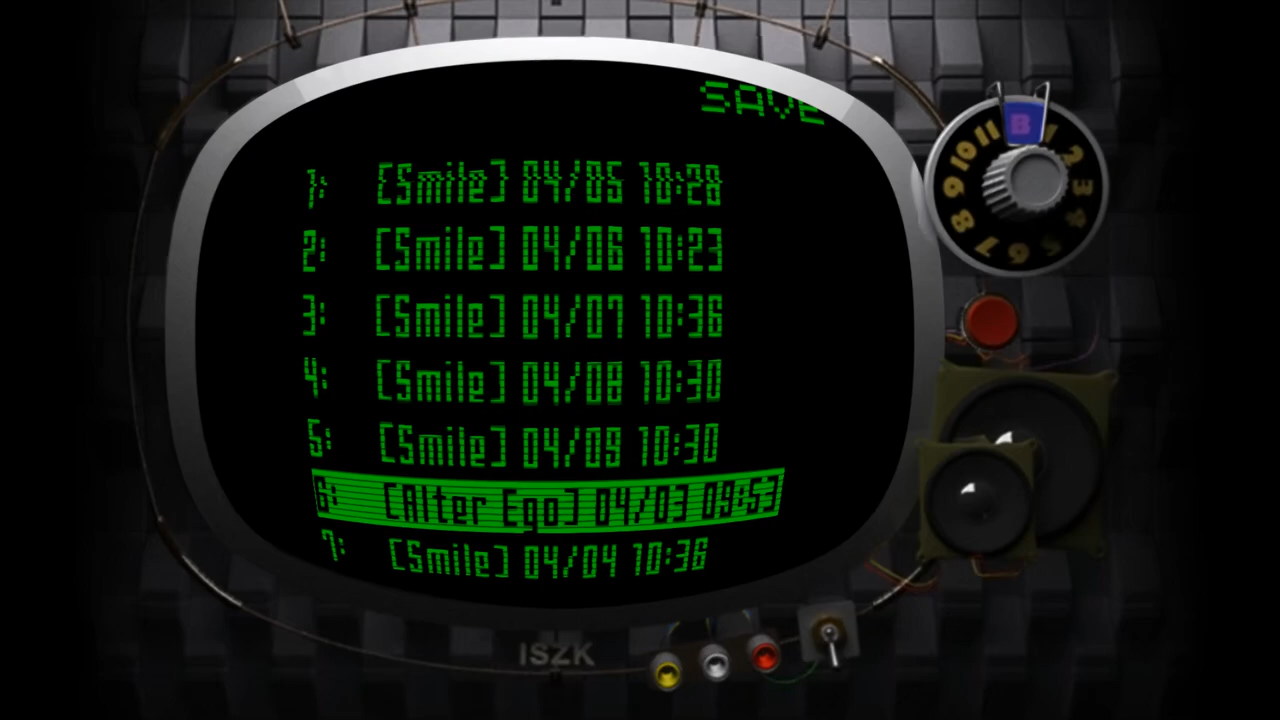 SAVE
1: [Smile] 04/05 10:28
2: [Smile] 04/06 10:23
3: [Smile] 04/07 10:36
4: [Smile] 04/08 10:30
5: [Smile] 04/09 10:30
6: [Alter Ego] 04/03 09:53
7: [Smile] 04/04 10:36
B 1 2 3 4 5 6 7 8 9 10 11
ISZK